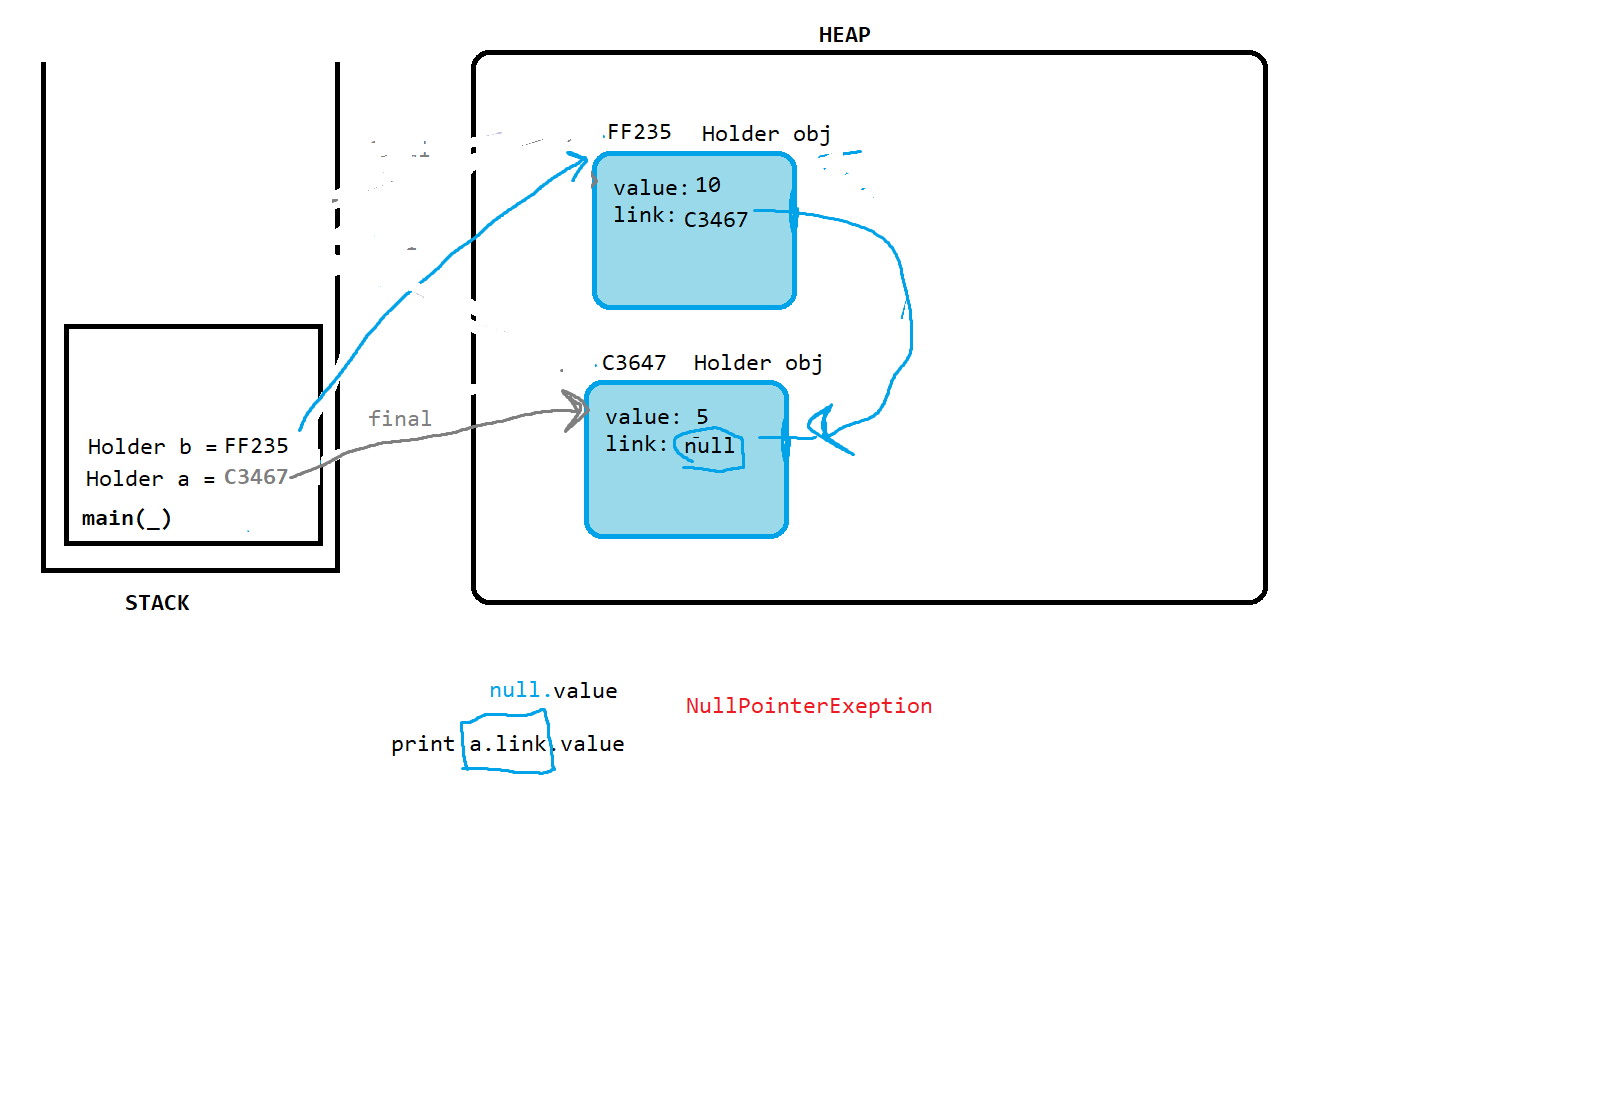 HEAP
FF235 Holder obj
value: 10
link: C3467
C3647 Holder obj
value: 5
link: null
final
Holder b = FF235
Holder a = C3467
main(_)
STACK
null.value
NullPointerExeption
print a.link.value